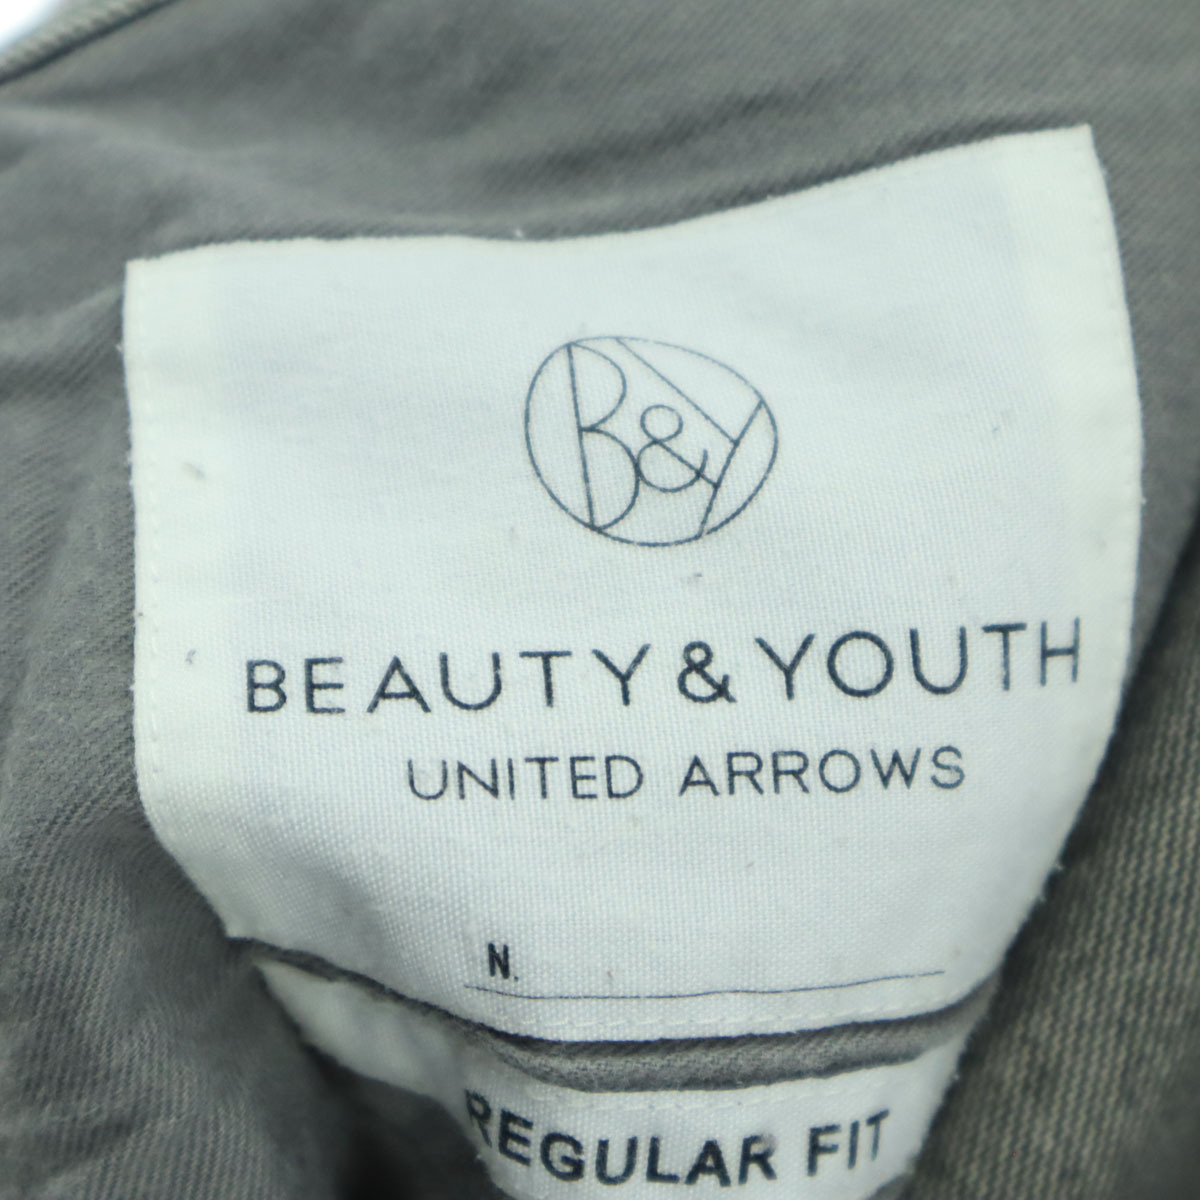 B&Y
BEAUTY & YOUTH
UNITED ARROWS
N.
REGULAR FIT